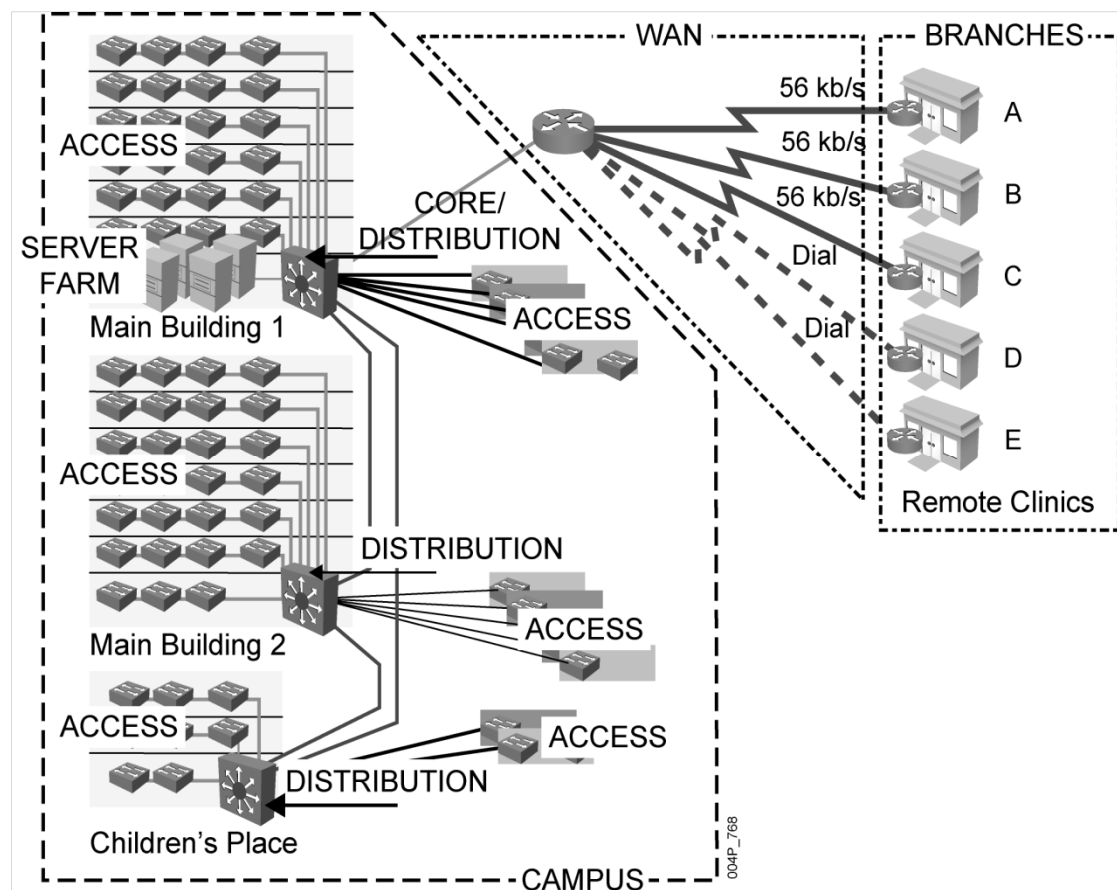 WAN
BRANCHES
56 kb/s
A
ACCESS
56 kb/s
B
56 kb/s
CORE/
DISTRIBUTION
SERVER
FARM
Dial
C
ACCESS
Main Building 1
Dial
D
E
ACCESS
Remote Clinics
DISTRIBUTION
ACCESS
Main Building 2
ACCESS
ACCESS
DISTRIBUTION
Children's Place
004P_768
CAMPUS